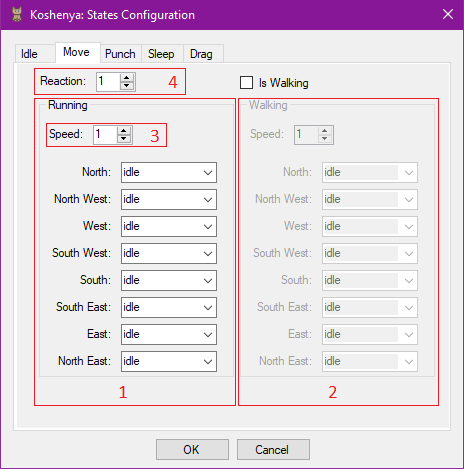 Koshenya: States Configuration
Idle Move Punch Sleep Drag
Reaction: 1 4 Is Walking
Running Walking
Speed: 1 3 Speed: 1
North: idle North: idle
North West: idle North West: idle
West: idle West: idle
South West: idle South West: idle
South: idle South: idle
South East: idle South East: idle
East: idle East: idle
North East: idle North East: idle
1 2
OK Cancel